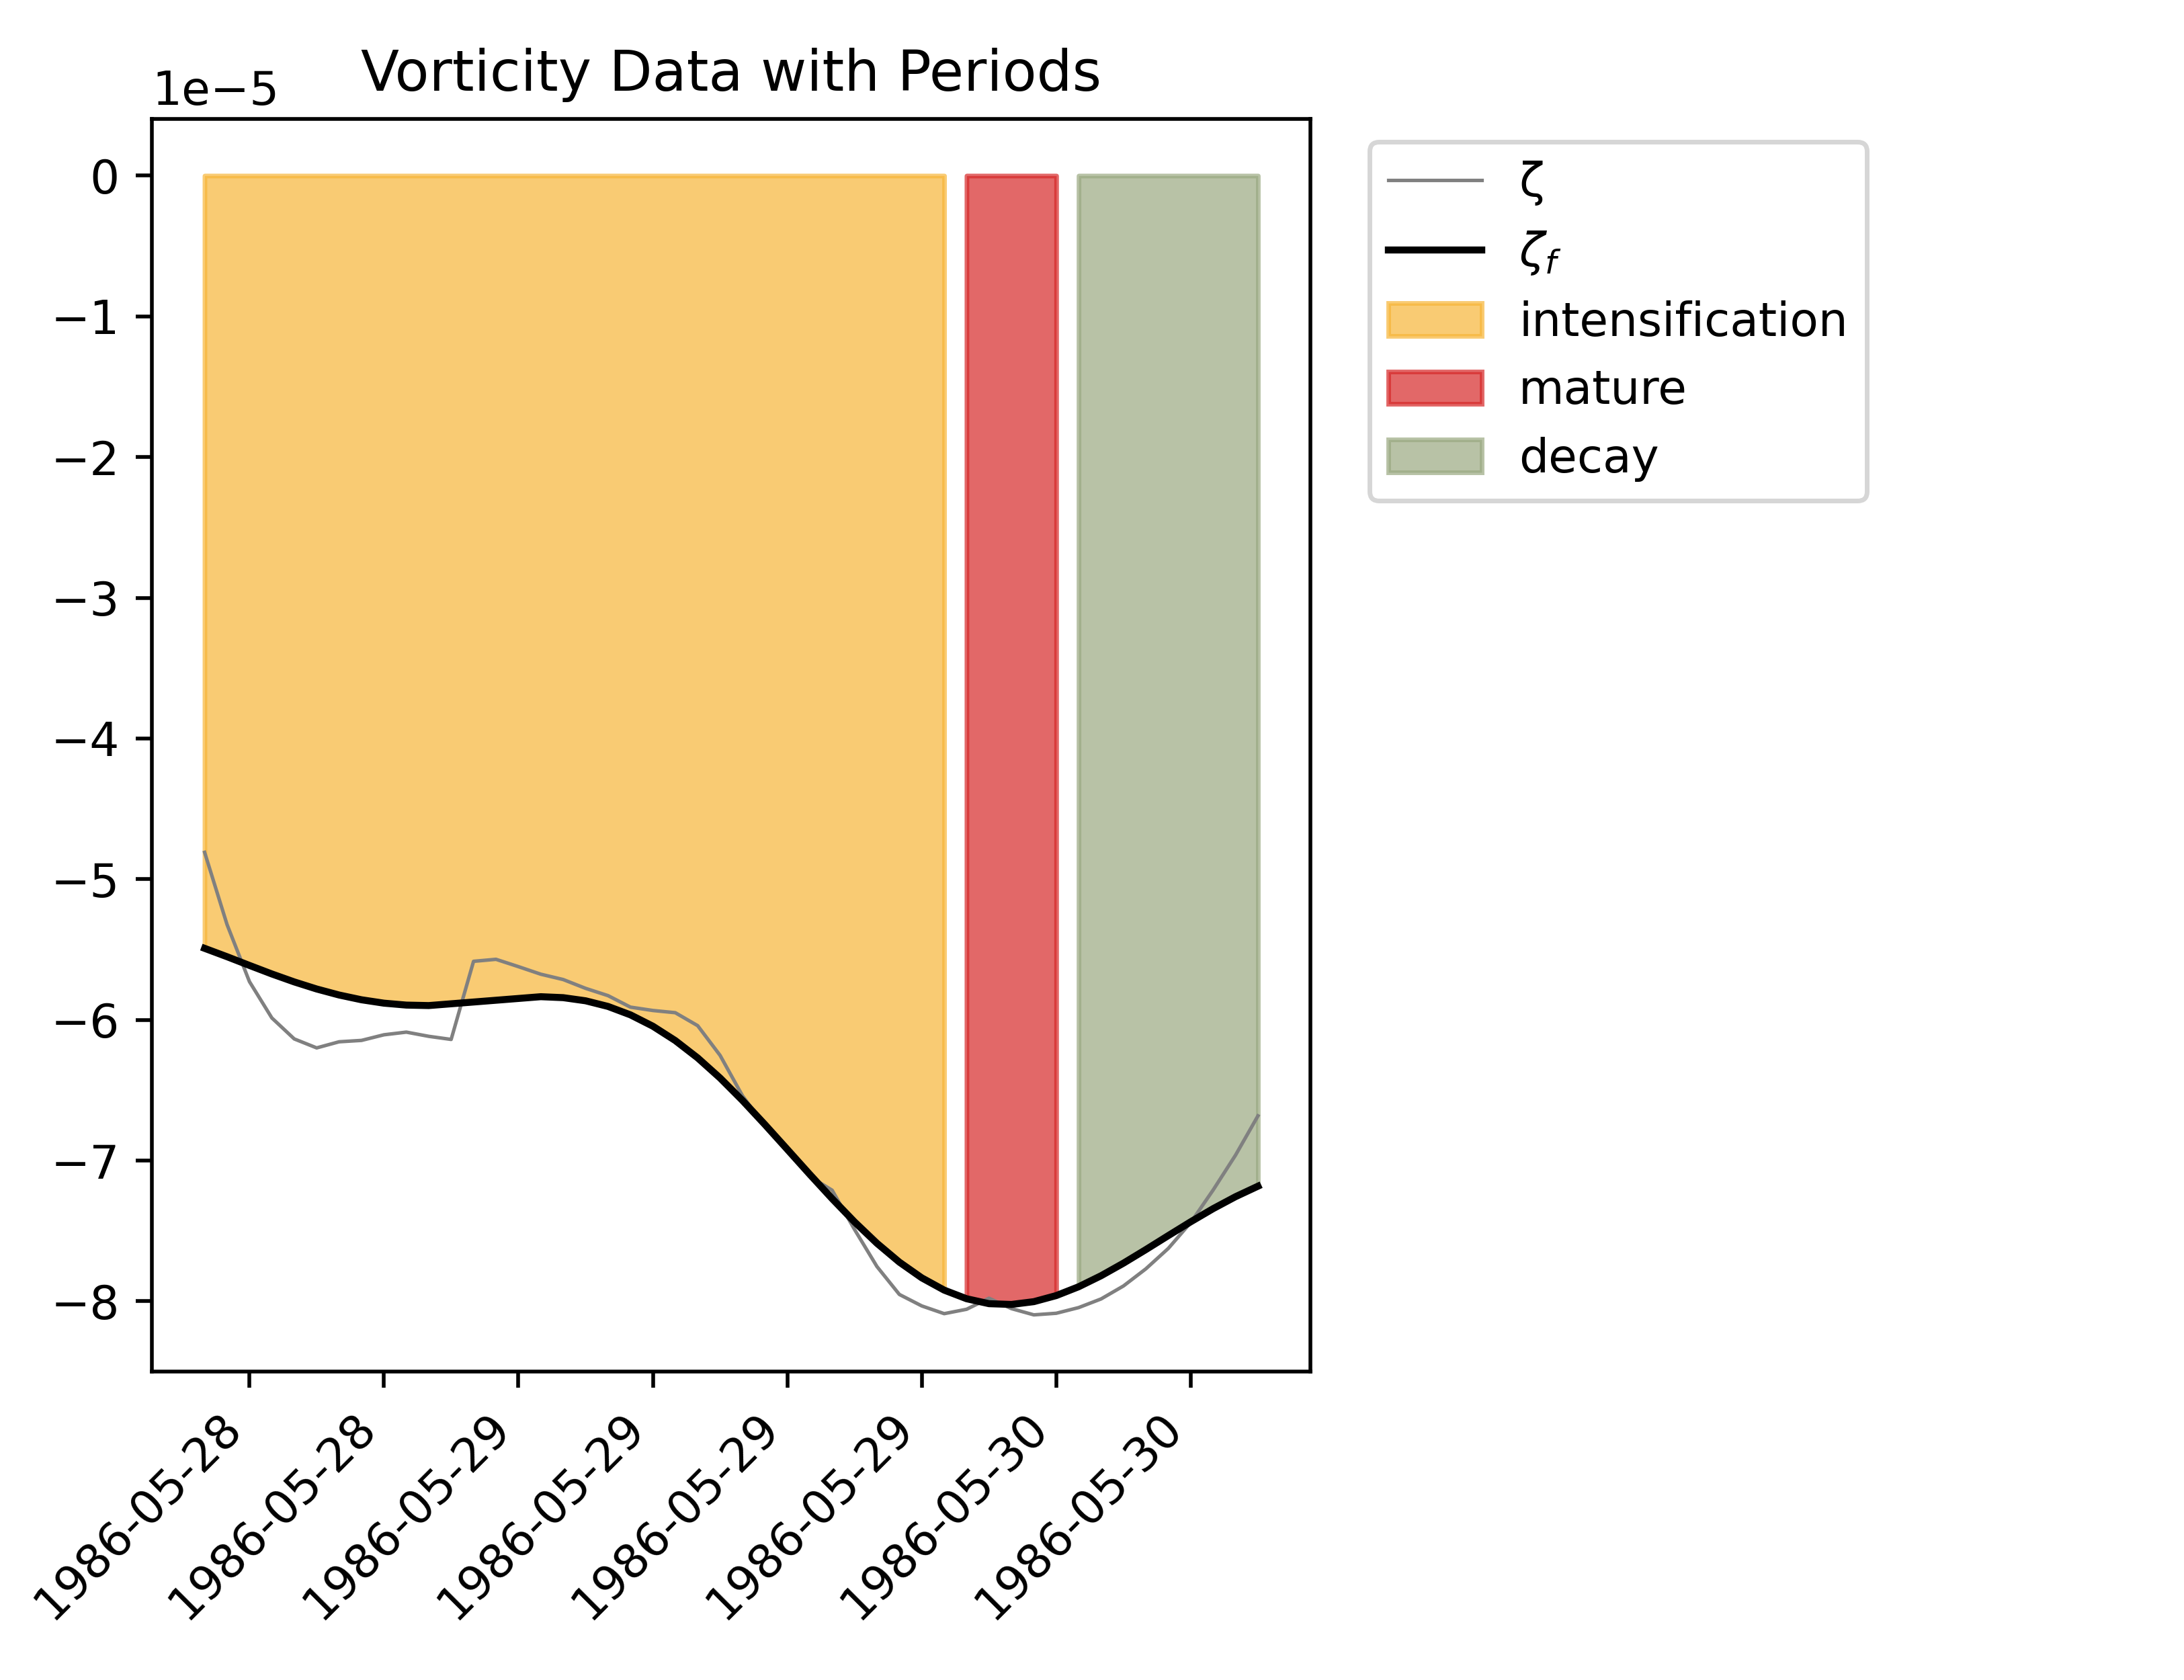 Vorticity Data with Periods
1e−5
0
−1
−2
−3
−4
−5
−6
−7
−8
1986-05-28
1986-05-28
1986-05-29
1986-05-29
1986-05-29
1986-05-29
1986-05-30
1986-05-30
ζ
ζf
intensification
mature
decay